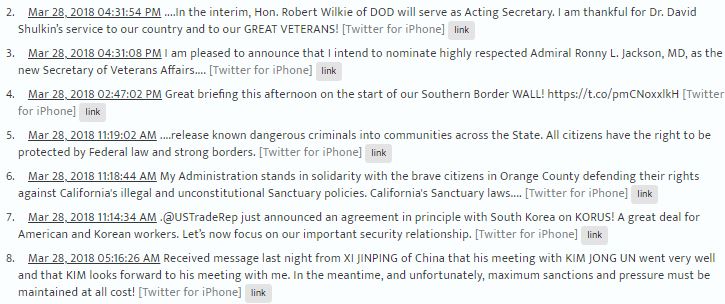 2. Mar 28, 2018 04:31:54 PM ....In the interim, Hon. Robert Wilkie of DOD will serve as Acting Secretary. I am thankful for Dr. David
Shulkin's service to our country and to our GREAT VETERANS! [Twitter for iPhone] link
3. Mar 28, 2018 04:31:08 PM I am pleased to announce that I intend to nominate highly respected Admiral Ronny L. Jackson, MD, as the
new Secretary of Veterans Affairs.... [Twitter for iPhone] link
4. Mar 28, 2018 02:47:02 PM Great briefing this afternoon on the start of our Southern Border WALL! https://t.co/pmCNoxxlkH [Twitter
for iPhone] link
5. Mar 28, 2018 11:19:02 AM ....release known dangerous criminals into communities across the State. All citizens have the right to be
protected by Federal law and strong borders. [Twitter for iPhone] link
6. Mar 28, 2018 11:18:44 AM My Administration stands in solidarity with the brave citizens in Orange County defending their rights
against California's illegal and unconstitutional Sanctuary policies. California's Sanctuary laws.... [Twitter for iPhone] link
7. Mar 28, 2018 11:14:34 AM .@USTradeRep just announced an agreement in principle with South Korea on KORUS! A great deal for
American and Korean workers. Let's now focus on our important security relationship. [Twitter for iPhone] link
8. Mar 28, 2018 05:16:26 AM Received message last night from XI JINPING of China that his meeting with KIM JONG UN went very well
and that KIM looks forward to his meeting with me. In the meantime, and unfortunately, maximum sanctions and pressure must be
maintained at all cost! [Twitter for iPhone] link